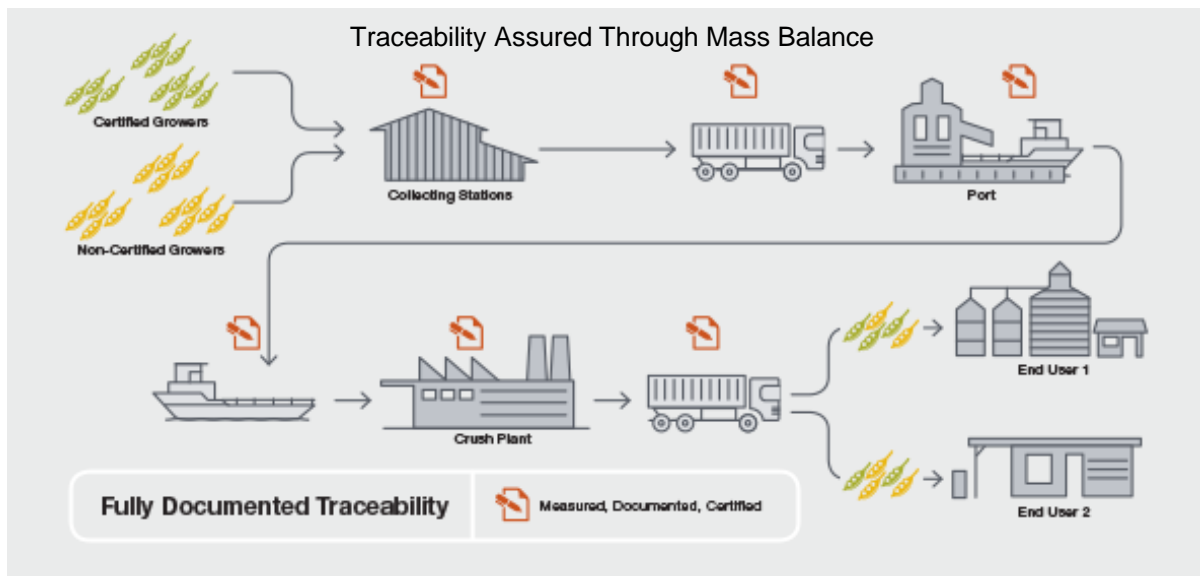 Traceability Assured Through Mass Balance
Certified Growers
Non-Certified Growers
Collecting Stations
Port
Crush Plant
End User 1
End User 2
Fully Documented Traceability
Measured, Documented, Certified